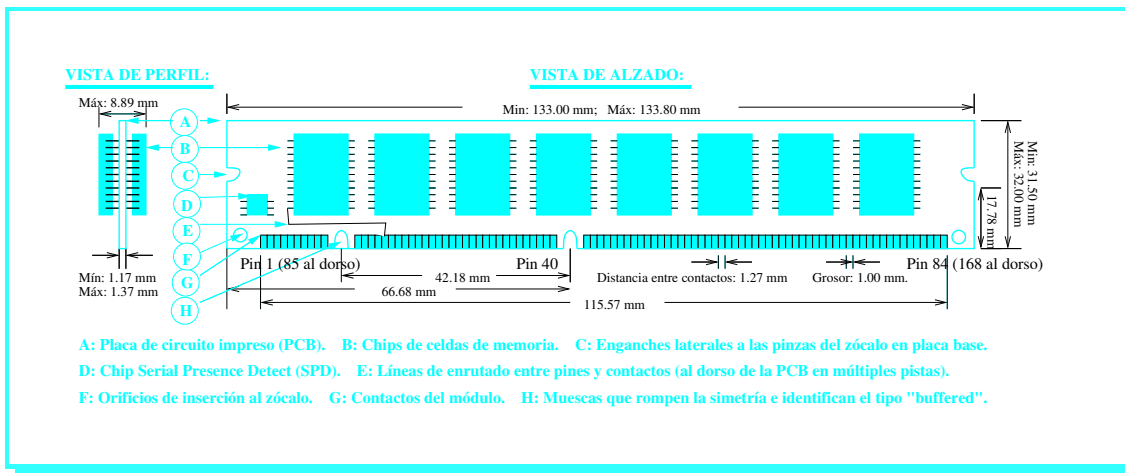 VISTA DE PERFIL:
VISTA DE ALZADO:
Máx: 8.89 mm
Min: 133.00 mm; Máx: 133.80 mm
A
B
C
D
E
F
G
H
Min: 31.50 mm
Máx: 32.00 mm
17.78 mm
Pin 1 (85 al dorso)
Pin 40
Pin 84 (168 al dorso)
Mín: 1.17 mm
Máx: 1.37 mm
42.18 mm
Distancia entre contactos: 1.27 mm
Grosor: 1.00 mm.
66.68 mm
115.57 mm
A: Placa de circuito impreso (PCB). B: Chips de celdas de memoria. C: Enganches laterales a las pinzas del zócalo en placa base.
D: Chip Serial Presence Detect (SPD). E: Líneas de enrutado entre pines y contactos (al dorso de la PCB en múltiples pistas).
F: Orificios de inserción al zócalo. G: Contactos del módulo. H: Muescas que rompen la simetría e identifican el tipo "buffered".